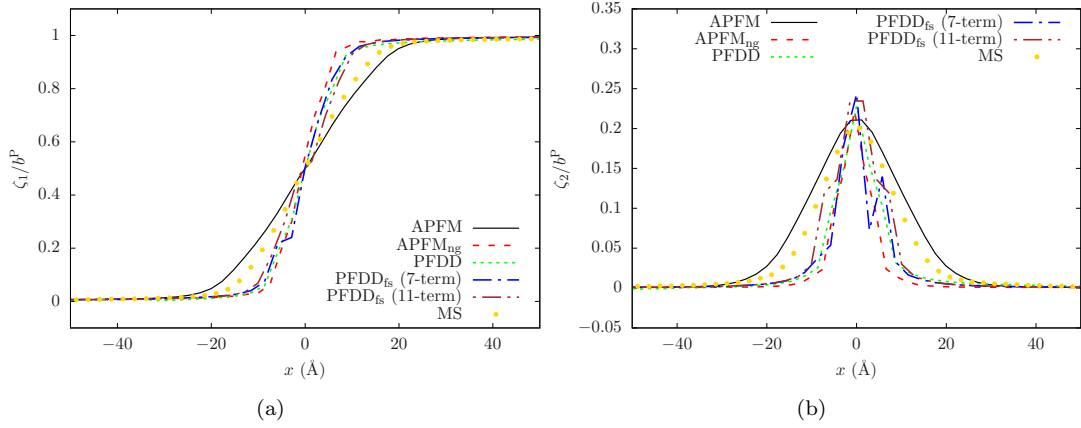 ζ₁/bᴾ
1
0.8
0.6
0.4
0.2
0
−40 −20 0 20 40
x (Å)
APFM
APFMng
PFDD
PFDDfs (7-term)
PFDDfs (11-term)
MS
(a)
ζ₂/bᴾ
0.35
0.3
0.25
0.2
0.15
0.1
0.05
0
−0.05
−40 −20 0 20 40
x (Å)
APFM
APFMng
PFDD
PFDDfs (7-term)
PFDDfs (11-term)
MS
(b)